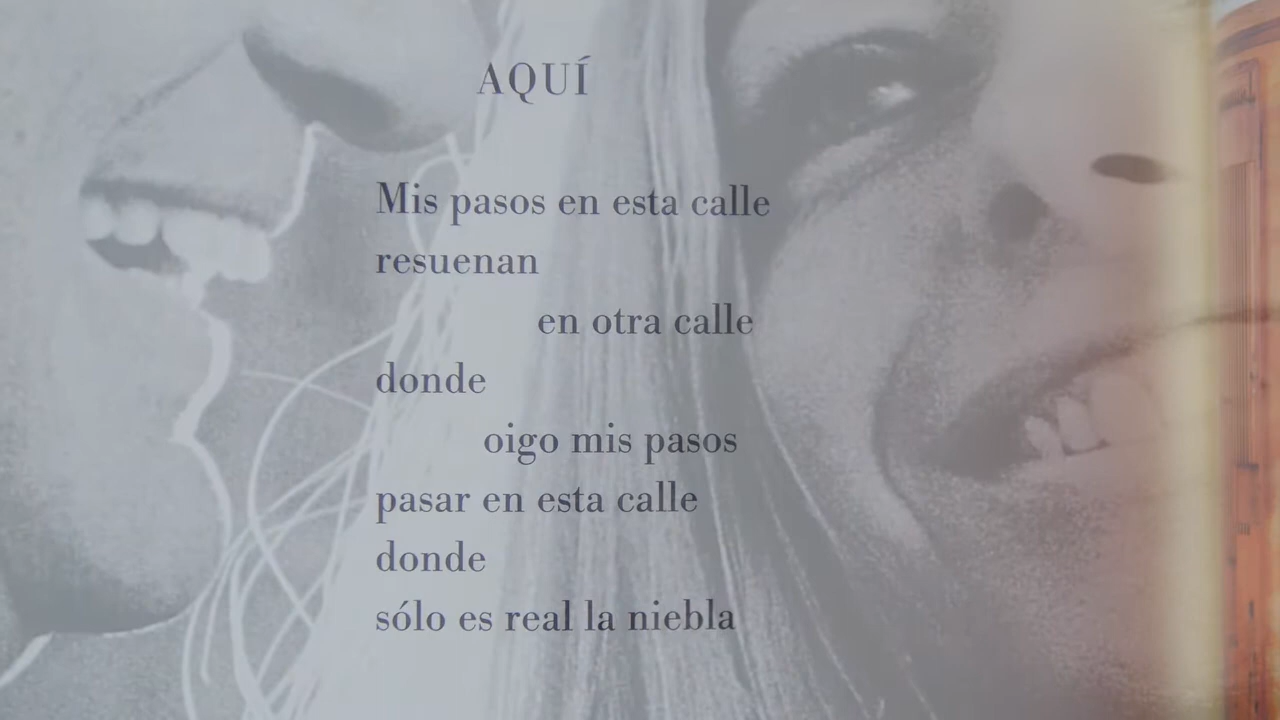 AQUÍ
Mis pasos en esta calle
resuenan
en otra calle
donde
oigo mis pasos
pasar en esta calle
donde
sólo es real la niebla